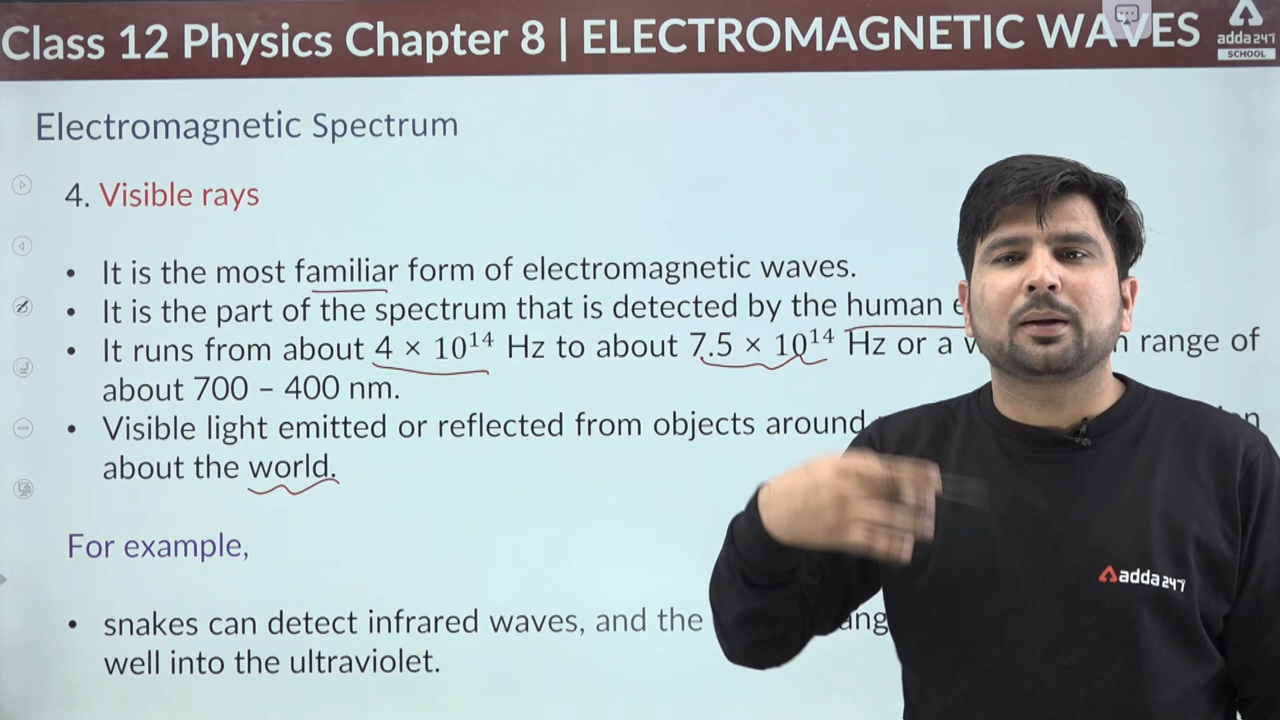 Class 12 Physics Chapter 8 | ELECTROMAGNETIC WAVES
adda247
SCHOOL
Electromagnetic Spectrum
4. Visible rays
• It is the most familiar form of electromagnetic waves.
• It is the part of the spectrum that is detected by the human
• It runs from about 4 × 10¹⁴ Hz to about 7.5 × 10¹⁴ Hz or a range of
about 700 – 400 nm.
• Visible light emitted or reflected from objects around
about the world.
For example,
• snakes can detect infrared waves, and the
well into the ultraviolet.
adda247